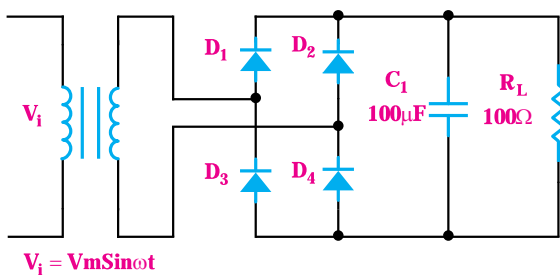 D1
D2
Vi
C1
100μF
RL
100Ω
D3
D4
Vi = VmSinωt